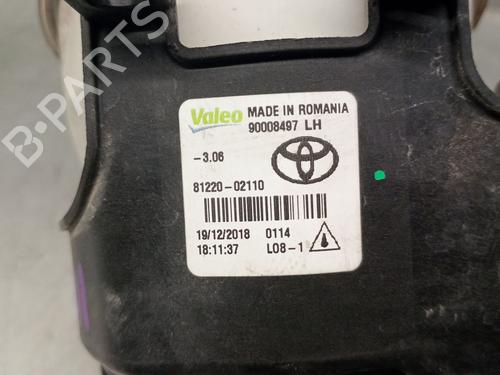 Valeo MADE IN ROMANIA
90008497 LH
-3.06
81220-02110
19/12/2018 0114
18:11:37 L08-1
B-PARTS